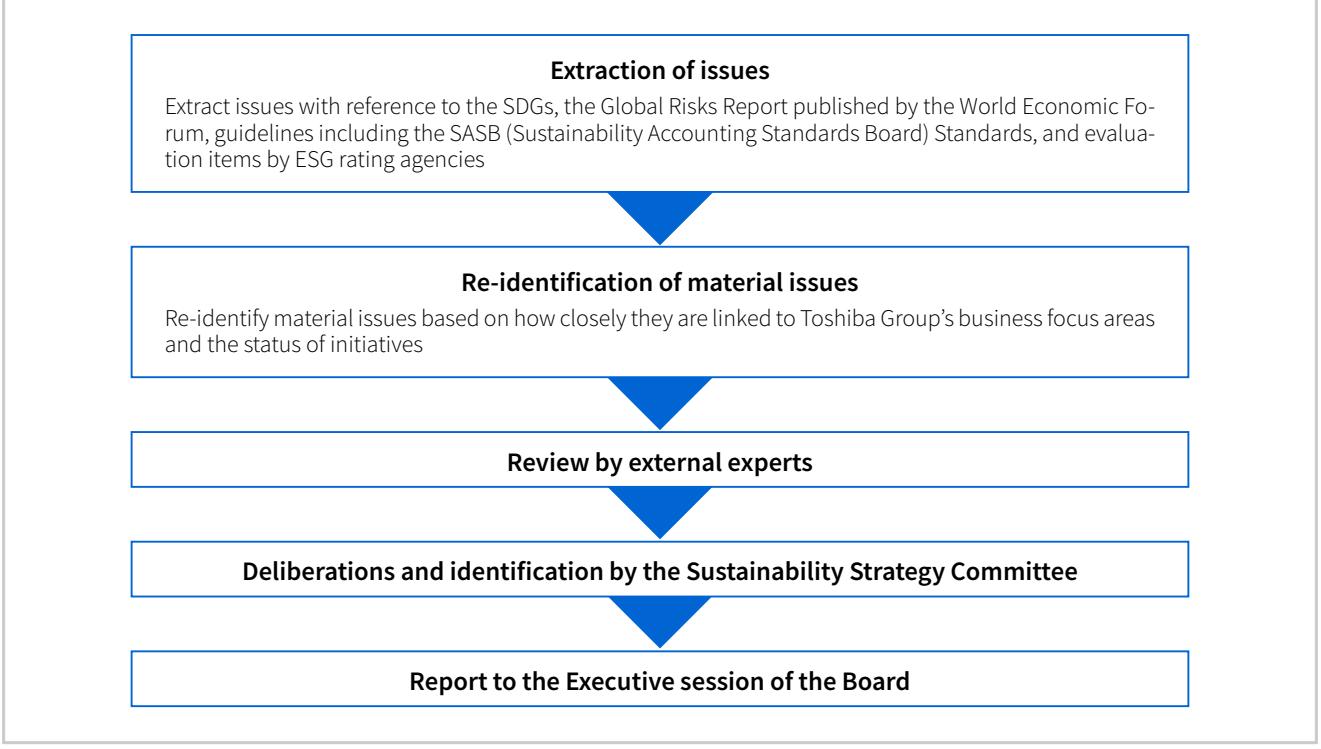 Extraction of issues
Extract issues with reference to the SDGs, the Global Risks Report published by the World Economic Fo-
rum, guidelines including the SASB (Sustainability Accounting Standards Board) Standards, and evalua-
tion items by ESG rating agencies
Re-identification of material issues
Re-identify material issues based on how closely they are linked to Toshiba Group’s business focus areas
and the status of initiatives
Review by external experts
Deliberations and identification by the Sustainability Strategy Committee
Report to the Executive session of the Board